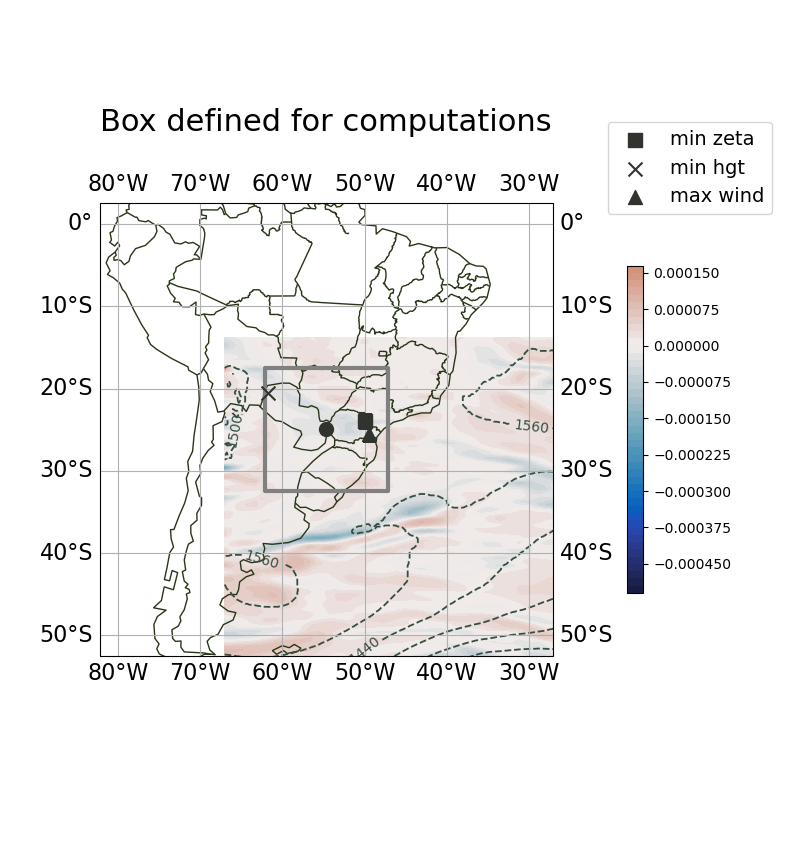 Box defined for computations
min zeta
min hgt
max wind
80°W 70°W 60°W 50°W 40°W 30°W
0° 0°
10°S 10°S
20°S 20°S
30°S 30°S
40°S 40°S
50°S 50°S
80°W 70°W 60°W 50°W 40°W 30°W
1500
1560
1560
1440
0.000150
0.000075
0.000000
−0.000075
−0.000150
−0.000225
−0.000300
−0.000375
−0.000450